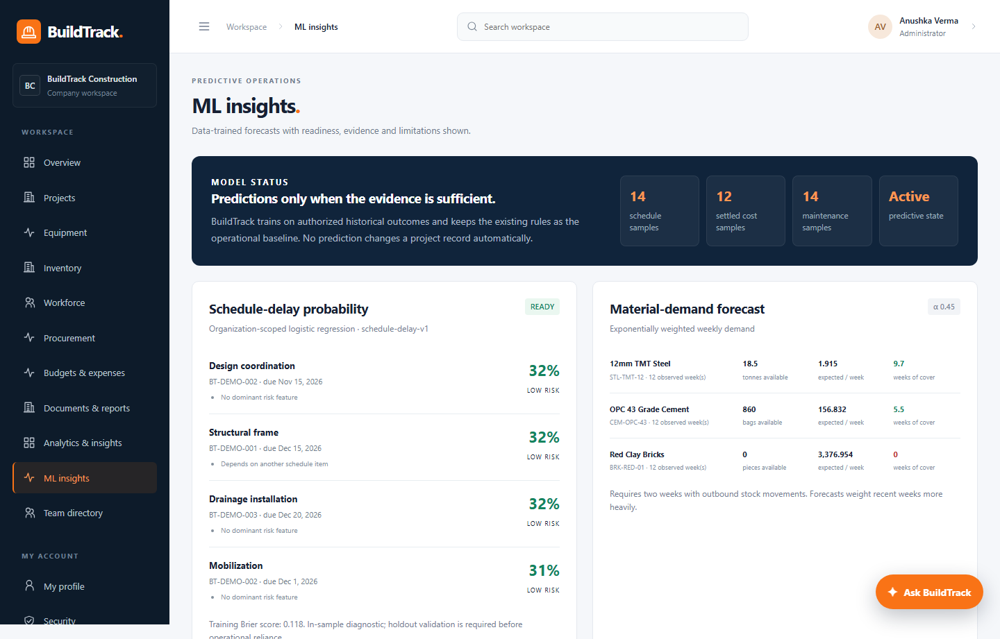 BuildTrack.
BC
BuildTrack Construction
Company workspace
WORKSPACE
Overview
Projects
Equipment
Inventory
Workforce
Procurement
Budgets & expenses
Documents & reports
Analytics & insights
ML insights
Team directory
MY ACCOUNT
My profile
Security
Workspace
ML insights
Search workspace
AV
Anushka Verma
Administrator
PREDICTIVE OPERATIONS
ML insights.
Data-trained forecasts with readiness, evidence and limitations shown.
MODEL STATUS
Predictions only when the evidence is sufficient.
BuildTrack trains on authorized historical outcomes and keeps the existing rules as the
operational baseline. No prediction changes a project record automatically.
14
schedule
samples
12
settled cost
samples
14
maintenance
samples
Active
predictive state
Schedule-delay probability
READY
Organization-scoped logistic regression · schedule-delay-v1
Design coordination
BT-DEMO-002 · due Nov 15, 2026
• No dominant risk feature
32%
LOW RISK
Structural frame
BT-DEMO-001 · due Dec 15, 2026
• Depends on another schedule item
32%
LOW RISK
Drainage installation
BT-DEMO-003 · due Dec 20, 2026
• No dominant risk feature
32%
LOW RISK
Mobilization
BT-DEMO-002 · due Dec 1, 2026
• No dominant risk feature
31%
LOW RISK
Training Brier score: 0.118. In-sample diagnostic; holdout validation is required before
operational reliance.
Material-demand forecast
α 0.45
Exponentially weighted weekly demand
12mm TMT Steel 18.5 1.915 9.7
STL-TMT-12 · 12 observed week(s) tonnes available expected / week weeks of cover
OPC 43 Grade Cement 860 156.832 5.5
CEM-OPC-43 · 12 observed week(s) bags available expected / week weeks of cover
Red Clay Bricks 0 3,376.954 0
BRK-RED-01 · 12 observed week(s) pieces available expected / week weeks of cover
Requires two weeks with outbound stock movements. Forecasts weight recent weeks more
heavily.
Ask BuildTrack